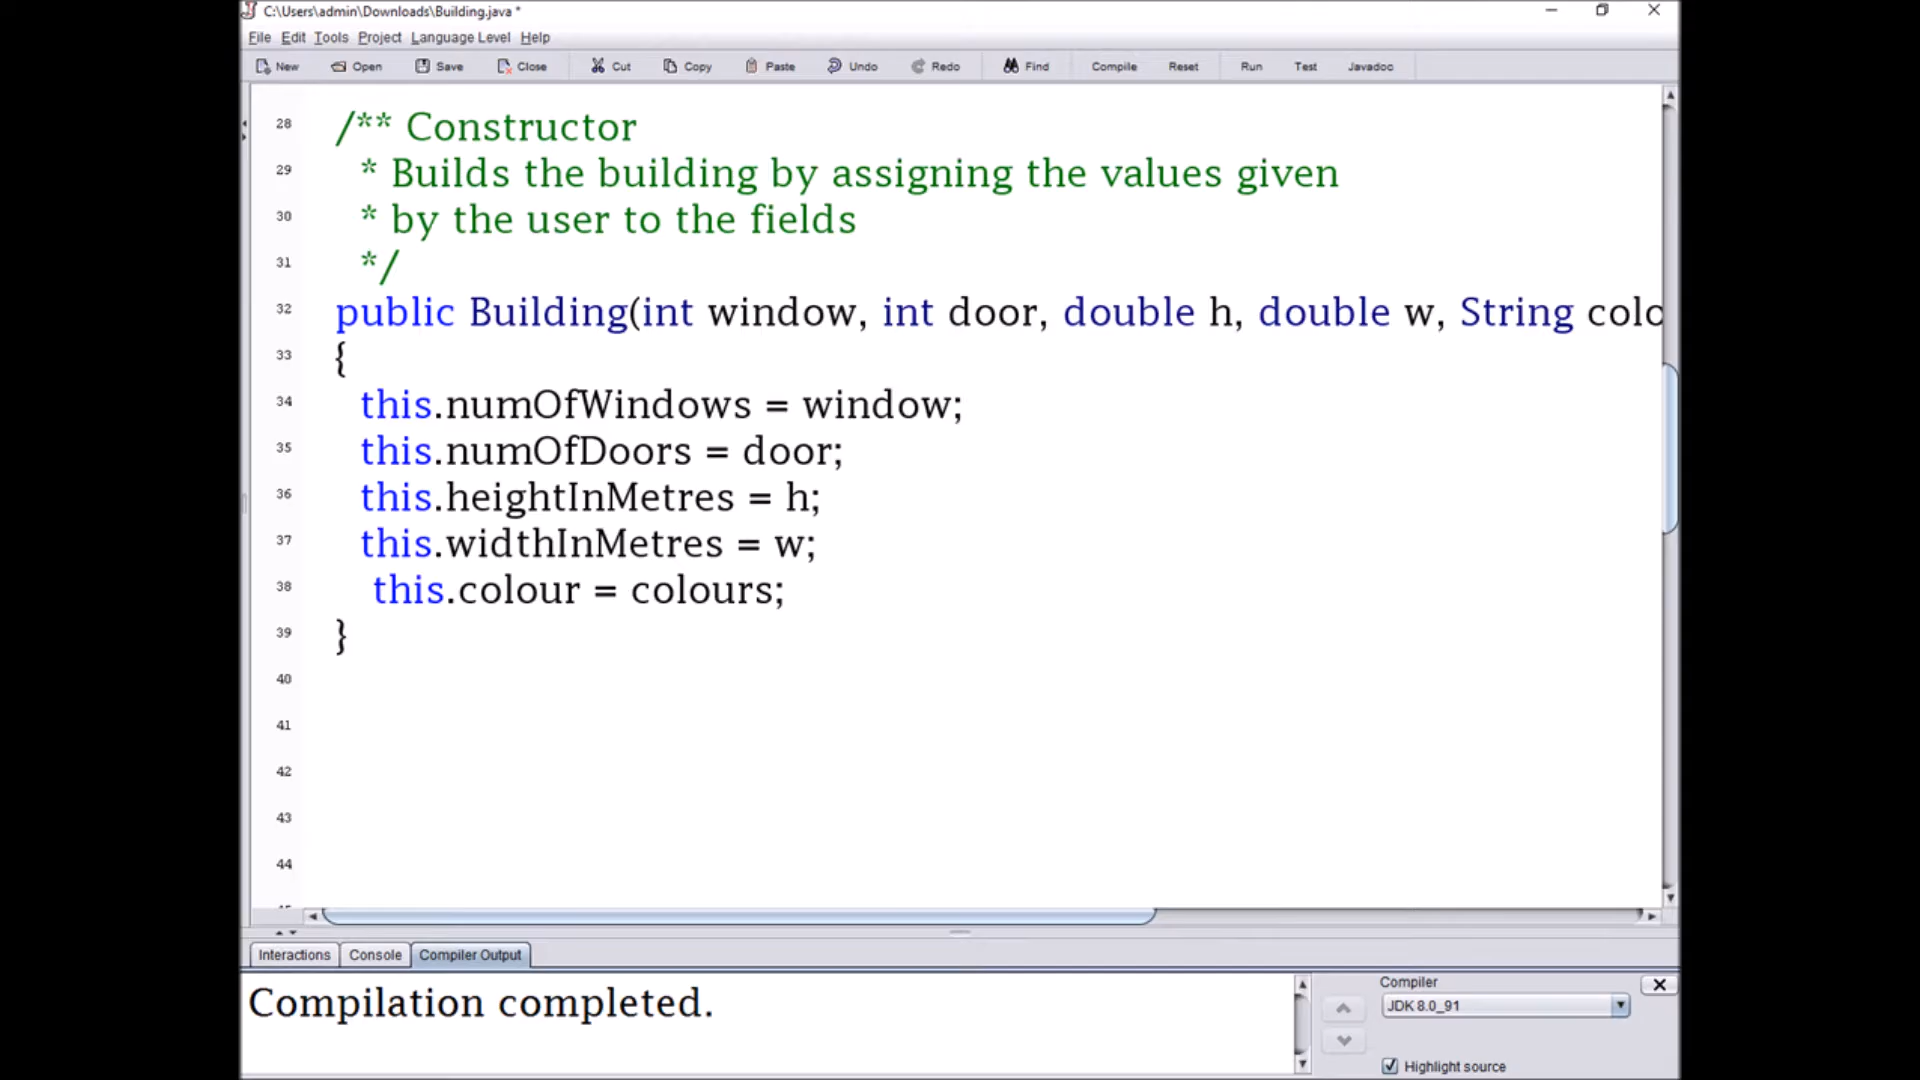 C:\Users\admin\Downloads\Building.java *
File Edit Tools Project Language Level Help
New Open Save Close Cut Copy Paste Undo Redo Find Compile Reset Run Test Javadoc
28 /** Constructor
29 * Builds the building by assigning the values given
30 * by the user to the fields
31 */
32 public Building(int window, int door, double h, double w, String colo
33 {
34 this.numOfWindows = window;
35 this.numOfDoors = door;
36 this.heightInMetres = h;
37 this.widthInMetres = w;
38 this.colour = colours;
39 }
40
41
42
43
44
Interactions Console Compiler Output
Compilation completed.
Compiler
JDK 8.0_91
Highlight source